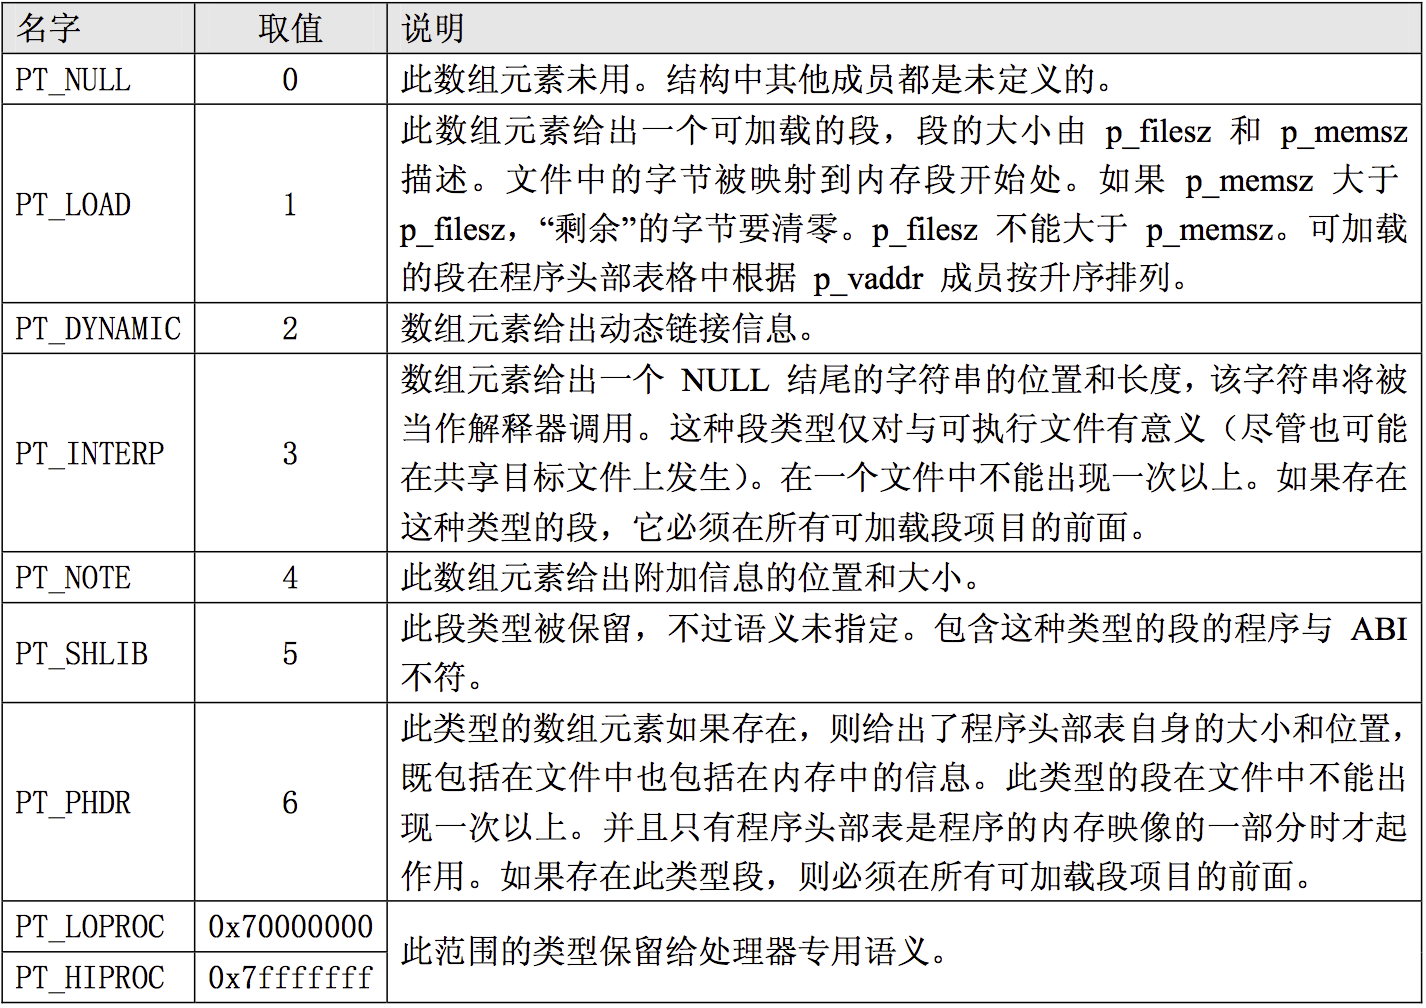 名字 取值 说明
PT_NULL 0 此数组元素未用。结构中其他成员都是未定义的。
此数组元素给出一个可加载的段，段的大小由 p_filesz 和 p_memsz
描述。文件中的字节被映射到内存段开始处。如果 p_memsz 大于
PT_LOAD 1
p_filesz，“剩余”的字节要清零。p_filesz 不能大于 p_memsz。可加载
的段在程序头部表格中根据 p_vaddr 成员按升序排列。
PT_DYNAMIC 2 数组元素给出动态链接信息。
数组元素给出一个 NULL 结尾的字符串的位置和长度，该字符串将被
当作解释器调用。这种段类型仅对与可执行文件有意义（尽管也可能
PT_INTERP 3
在共享目标文件上发生）。在一个文件中不能出现一次以上。如果存在
这种类型的段，它必须在所有可加载段项目的前面。
PT_NOTE 4 此数组元素给出附加信息的位置和大小。
此段类型被保留，不过语义未指定。包含这种类型的段的程序与 ABI
PT_SHLIB 5
不符。
此类型的数组元素如果存在，则给出了程序头部表自身的大小和位置，
既包括在文件中也包括在内存中的信息。此类型的段在文件中不能出
PT_PHDR 6
现一次以上。并且只有程序头部表是程序的内存映像的一部分时才起
作用。如果存在此类型段，则必须在所有可加载段项目的前面。
PT_LOPROC 0x70000000
此范围的类型保留给处理器专用语义。
PT_HIPROC 0x7fffffff